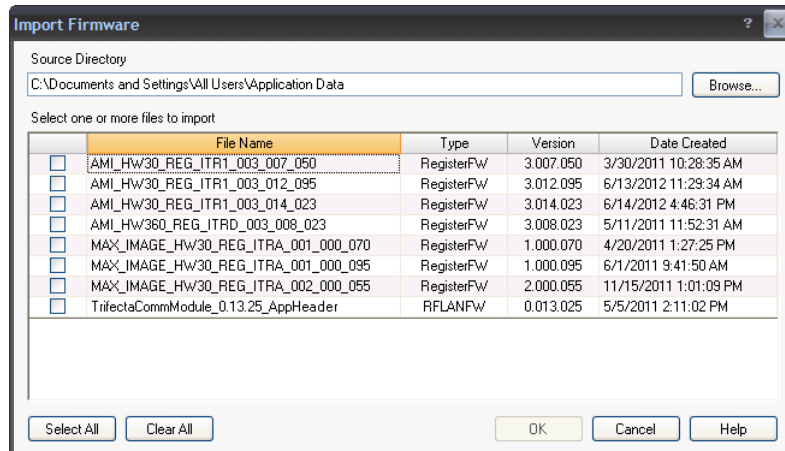 Import Firmware ? X
Source Directory
C:\Documents and Settings\All Users\Application Data Browse...
Select one or more files to import
File Name Type Version Date Created
AMI_HW30_REG_ITR1_003_007_050 RegisterFW 3.007.050 3/30/2011 10:28:35 AM
AMI_HW30_REG_ITR1_003_012_095 RegisterFW 3.012.095 6/13/2012 11:29:34 AM
AMI_HW30_REG_ITR1_003_014_023 RegisterFW 3.014.023 6/14/2012 4:46:31 PM
AMI_HW360_REG_ITRD_003_008_023 RegisterFW 3.008.023 5/11/2011 11:52:31 AM
MAX_IMAGE_HW30_REG_ITRA_001_000_070 RegisterFW 1.000.070 4/20/2011 1:27:25 PM
MAX_IMAGE_HW30_REG_ITRA_001_000_095 RegisterFW 1.000.095 6/1/2011 9:41:50 AM
MAX_IMAGE_HW30_REG_ITRA_002_000_055 RegisterFW 2.000.055 11/15/2011 1:01:09 PM
TrifectaCommModule_0.13.25_AppHeader RFLANFW 0.013.025 5/5/2011 2:11:02 PM
Select All Clear All OK Cancel Help